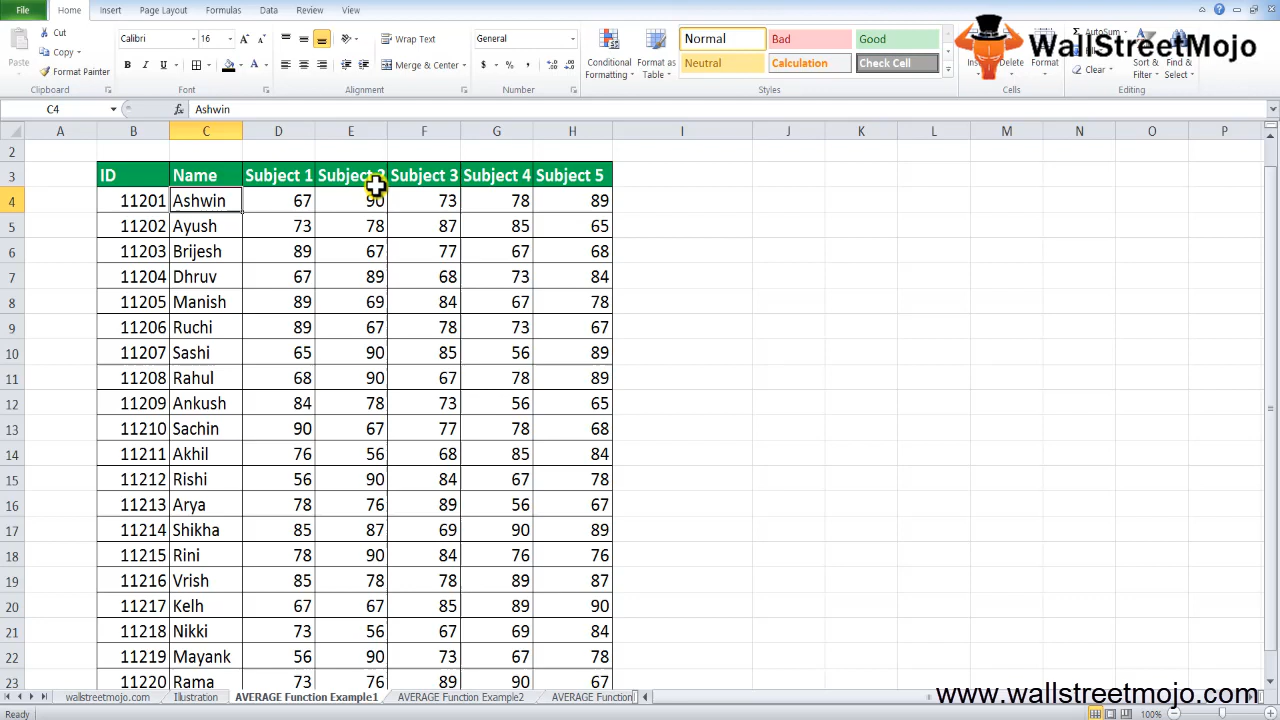 File Home Insert Page Layout Formulas Data Review View
Cut
Copy
Paste
Format Painter
Clipboard
Calibri 16
B I U
Font
Wrap Text
Merge & Center
Alignment
General
$ % ,
Number
Conditional Formatting
Format as Table
Normal Bad Good
Neutral Calculation Check Cell
Styles
Delete Format
Cells
Clear
Sort & Filter
Find & Select
Editing
WallStreetMojo
C4 fx Ashwin
A B C D E F G H I J K L M N O P
2
3 ID Name Subject 1 Subject 2 Subject 3 Subject 4 Subject 5
4 11201 Ashwin 67 90 73 78 89
5 11202 Ayush 73 78 87 85 65
6 11203 Brijesh 89 67 77 67 68
7 11204 Dhruv 67 89 68 73 84
8 11205 Manish 89 69 84 67 78
9 11206 Ruchi 89 67 78 73 67
10 11207 Sashi 65 90 85 56 89
11 11208 Rahul 68 90 67 78 89
12 11209 Ankush 84 78 73 56 65
13 11210 Sachin 90 67 77 78 68
14 11211 Akhil 76 56 68 85 84
15 11212 Rishi 56 90 84 67 78
16 11213 Arya 78 76 89 56 67
17 11214 Shikha 85 87 69 90 89
18 11215 Rini 78 90 84 76 76
19 11216 Vrish 85 78 78 89 87
20 11217 Kelh 67 67 85 89 90
21 11218 Nikki 73 56 67 69 84
22 11219 Mayank 56 90 73 67 78
23 11220 Rama 73 76 89 90 67
wallstreetmojo.com Illustration AVERAGE Function Example1 AVERAGE Function Example2 AVERAGE Function
www.wallstreetmojo.com
Ready 100%